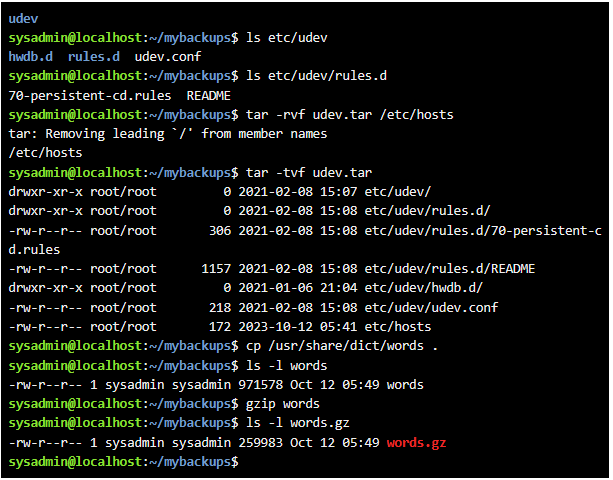 udev
sysadmin@localhost:~/mybackups$ ls etc/udev
hwdb.d  rules.d  udev.conf
sysadmin@localhost:~/mybackups$ ls etc/udev/rules.d
70-persistent-cd.rules  README
sysadmin@localhost:~/mybackups$ tar -rvf udev.tar /etc/hosts
tar: Removing leading `/' from member names
/etc/hosts
sysadmin@localhost:~/mybackups$ tar -tvf udev.tar
drwxr-xr-x root/root         0 2021-02-08 15:07 etc/udev/
drwxr-xr-x root/root         0 2021-02-08 15:08 etc/udev/rules.d/
-rw-r--r-- root/root       306 2021-02-08 15:08 etc/udev/rules.d/70-persistent-c
d.rules
-rw-r--r-- root/root      1157 2021-02-08 15:08 etc/udev/rules.d/README
drwxr-xr-x root/root         0 2021-01-06 21:04 etc/udev/hwdb.d/
-rw-r--r-- root/root       218 2021-02-08 15:08 etc/udev/udev.conf
-rw-r--r-- root/root       172 2023-10-12 05:41 etc/hosts
sysadmin@localhost:~/mybackups$ cp /usr/share/dict/words .
sysadmin@localhost:~/mybackups$ ls -l words
-rw-r--r-- 1 sysadmin sysadmin 971578 Oct 12 05:49 words
sysadmin@localhost:~/mybackups$ gzip words
sysadmin@localhost:~/mybackups$ ls -l words.gz
-rw-r--r-- 1 sysadmin sysadmin 259983 Oct 12 05:49 words.gz
sysadmin@localhost:~/mybackups$